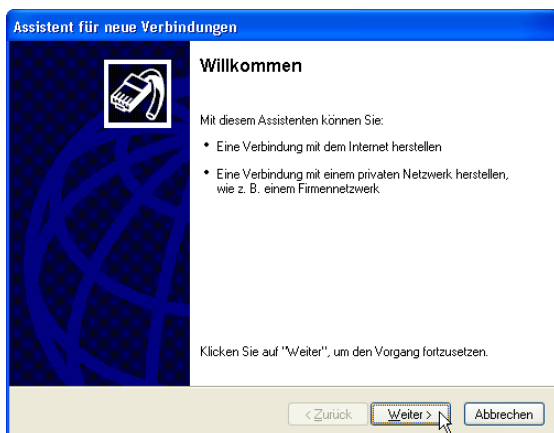 Assistent für neue Verbindungen
Willkommen
Mit diesem Assistenten können Sie:
• Eine Verbindung mit dem Internet herstellen
• Eine Verbindung mit einem privaten Netzwerk herstellen,
wie z. B. einem Firmennetzwerk
Klicken Sie auf "Weiter", um den Vorgang fortzusetzen.
< Zurück Weiter > Abbrechen